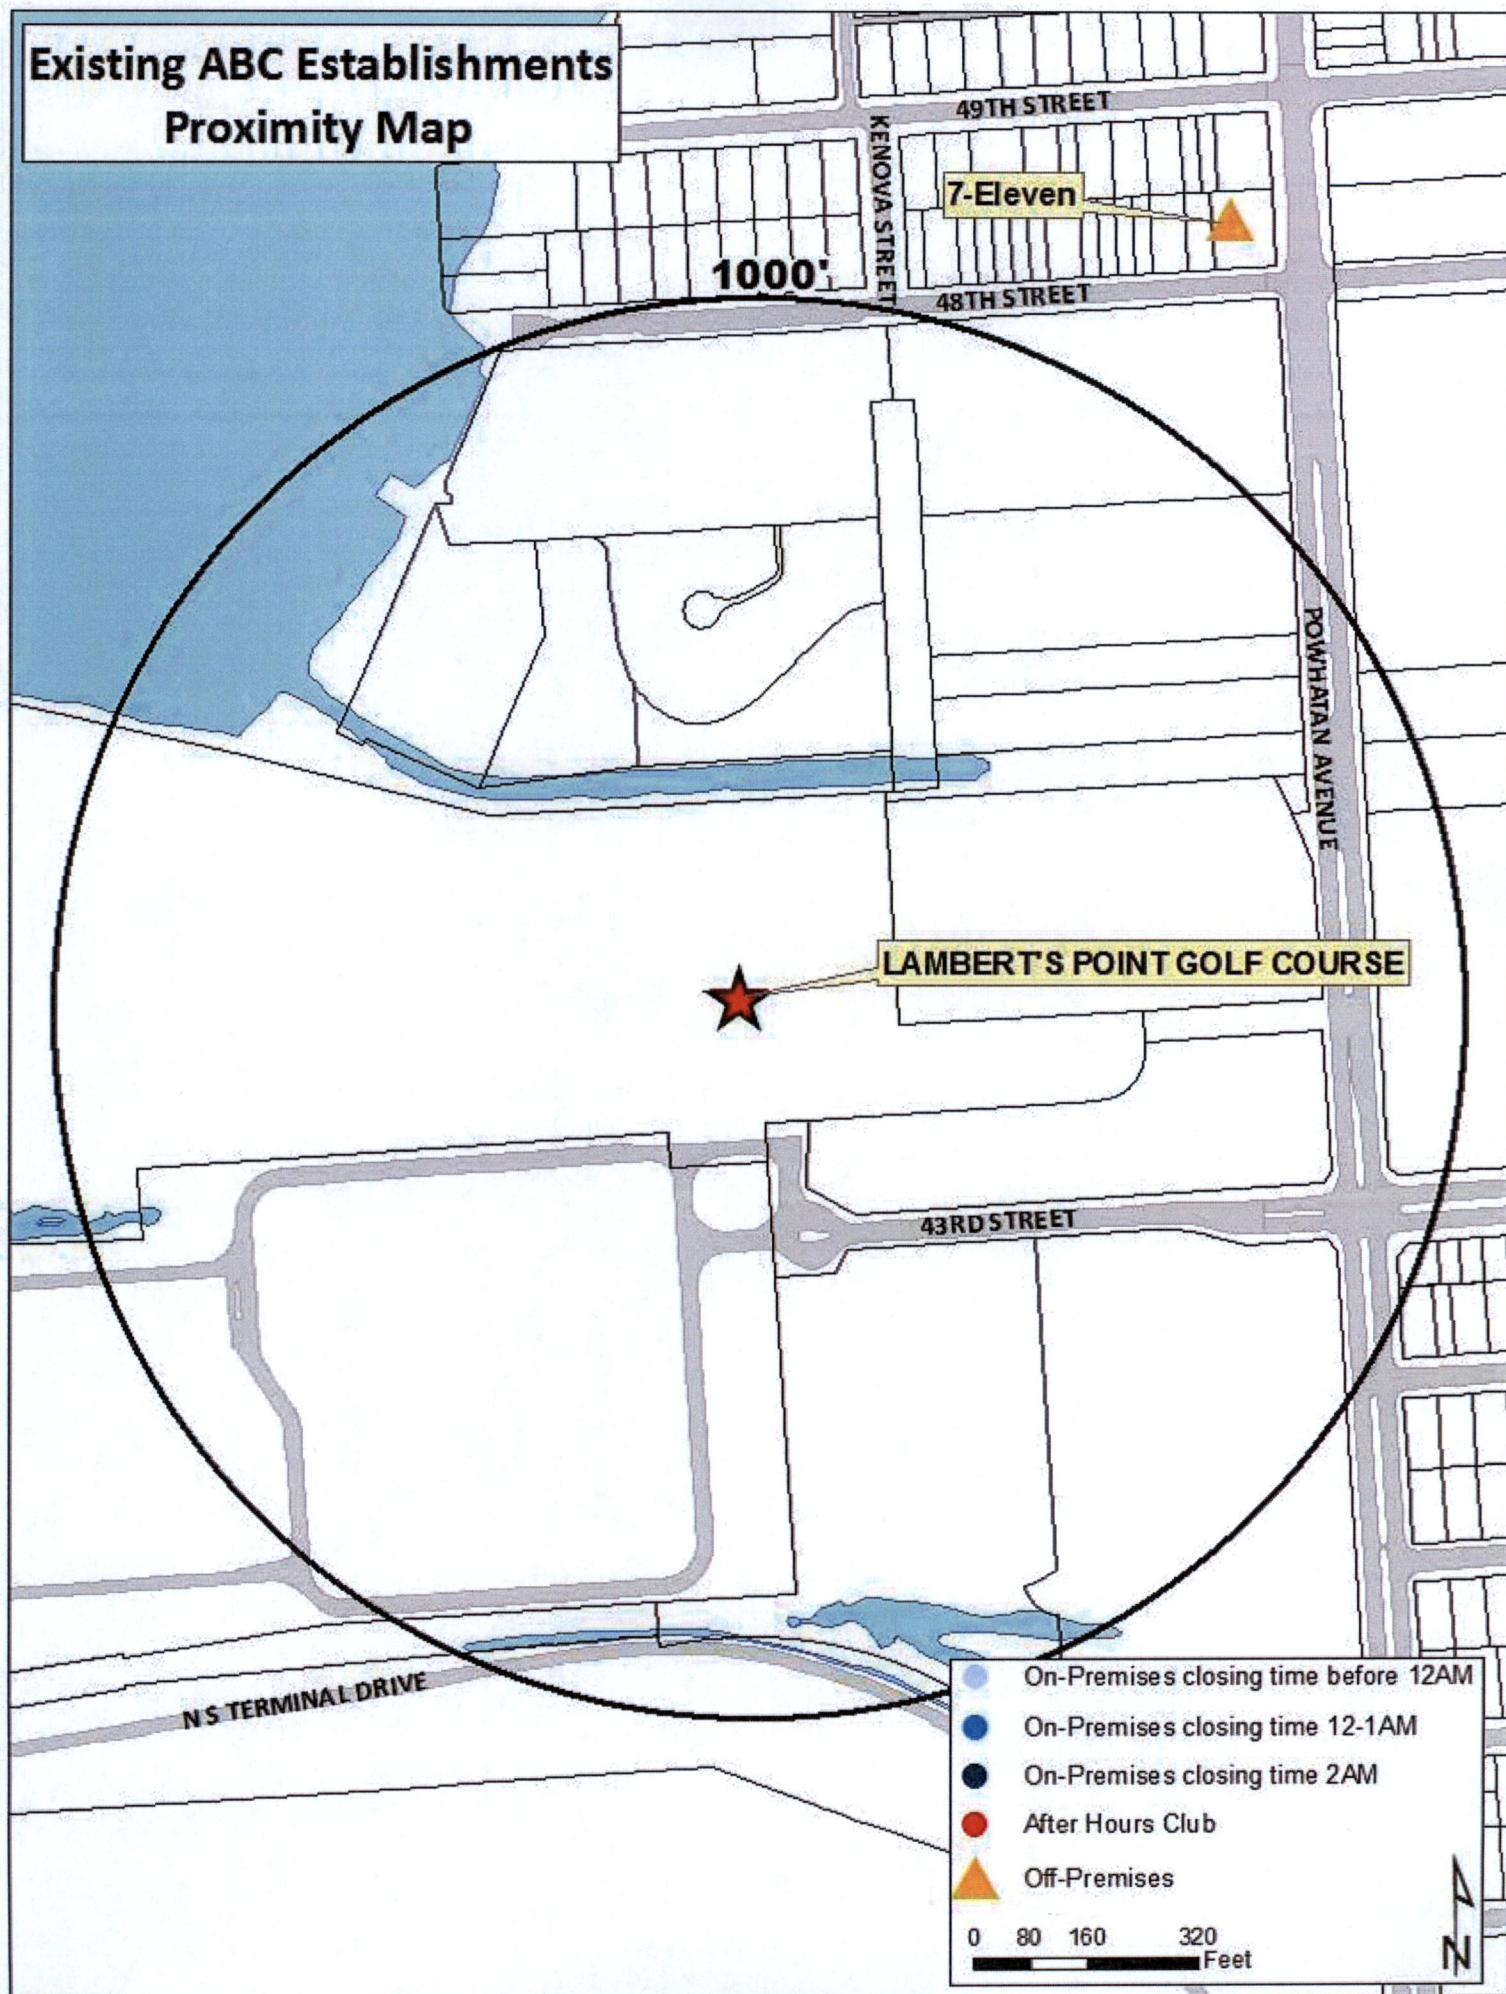 Existing ABC Establishments
Proximity Map
49TH STREET
KENOVA STREET
7-Eleven
1000'
48TH STREET
POWHATAN AVENUE
LAMBERT'S POINT GOLF COURSE
43RD STREET
N S TERMINAL DRIVE
On-Premises closing time before 12AM
On-Premises closing time 12-1AM
On-Premises closing time 2AM
After Hours Club
Off-Premises
0 80 160 320
Feet
N